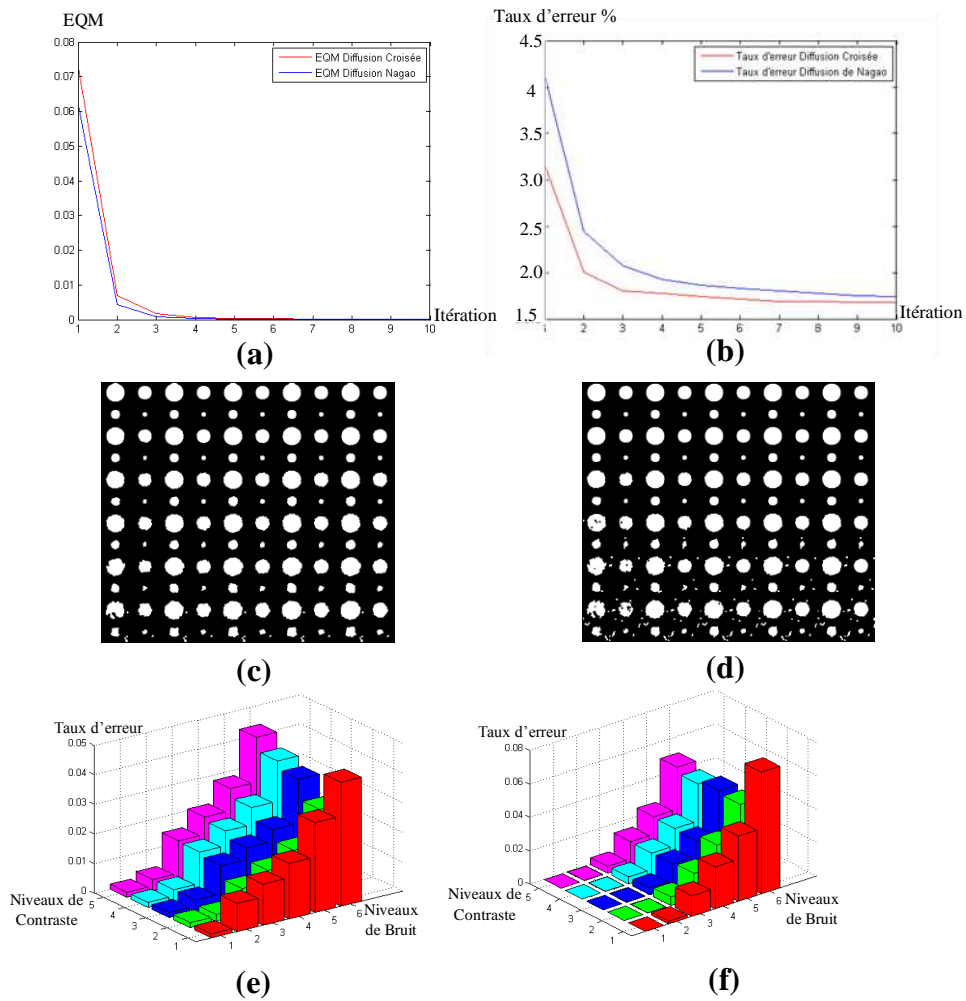 EQM
0.08
0.07
0.06
0.05
0.04
0.03
0.02
0.01
0
1 2 3 4 5 6 7 8 9 10
Itération
EQM Diffusion Croisée
EQM Diffusion Nagao
(a)
Taux d'erreur %
4.5
4
3.5
3.0
2.5
2.0
1.5
1 2 3 4 5 6 7 8 9 10
Itération
Taux d'erreur Diffusion Croisée
Taux d'erreur Diffusion de Nagao
(b)
(c)
(d)
Taux d'erreur
0.05
0.04
0.03
0.02
0.01
0
Niveaux de
Contraste
5 4 3 2 1
1 2 3 4 5 6
Niveaux
de Bruit
(e)
Taux d'erreur
0.08
0.06
0.04
0.02
0
Niveaux de
Contraste
5 4 3 2 1
1 2 3 4 5 6
Niveaux
de Bruit
(f)